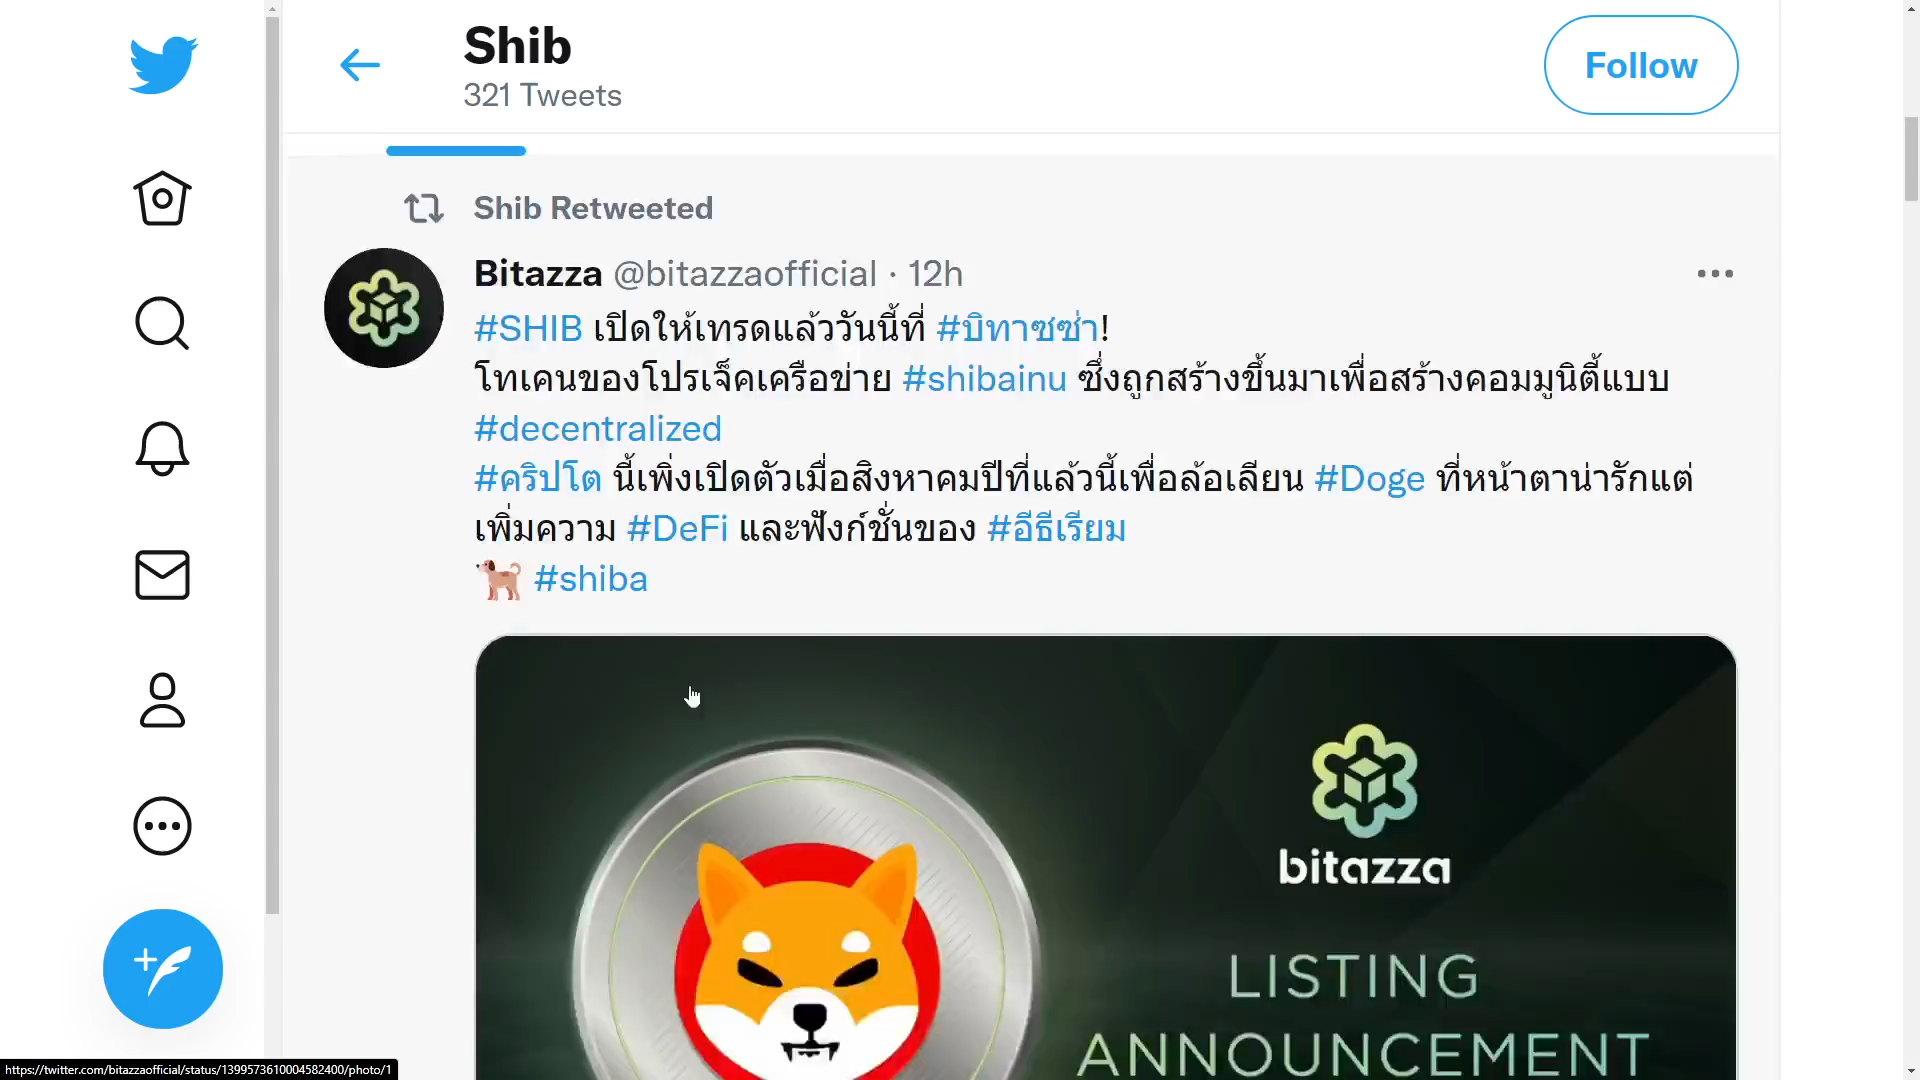 Shib
321 Tweets
Follow
Shib Retweeted
Bitazza @bitazzaofficial · 12h
#SHIB เปิดให้เทรดแล้ววันนี้ที่ #บิทาซซ่า!
โทเคนของโปรเจ็คเครือข่าย #shibainu ซึ่งถูกสร้างขึ้นมาเพื่อสร้างคอมมูนิตี้แบบ
#decentralized
#คริปโต นี้เพิ่งเปิดตัวเมื่อสิงหาคมปีที่แล้วนี้เพื่อล้อเลียน #Doge ที่หน้าตาน่ารักแต่
เพิ่มความ #DeFi และฟังก์ชั่นของ #อีธีเรียม
#shiba
bitazza
LISTING
ANNOUNCEMENT
https://twitter.com/bitazzaofficial/status/1399573610004582400/photo/1